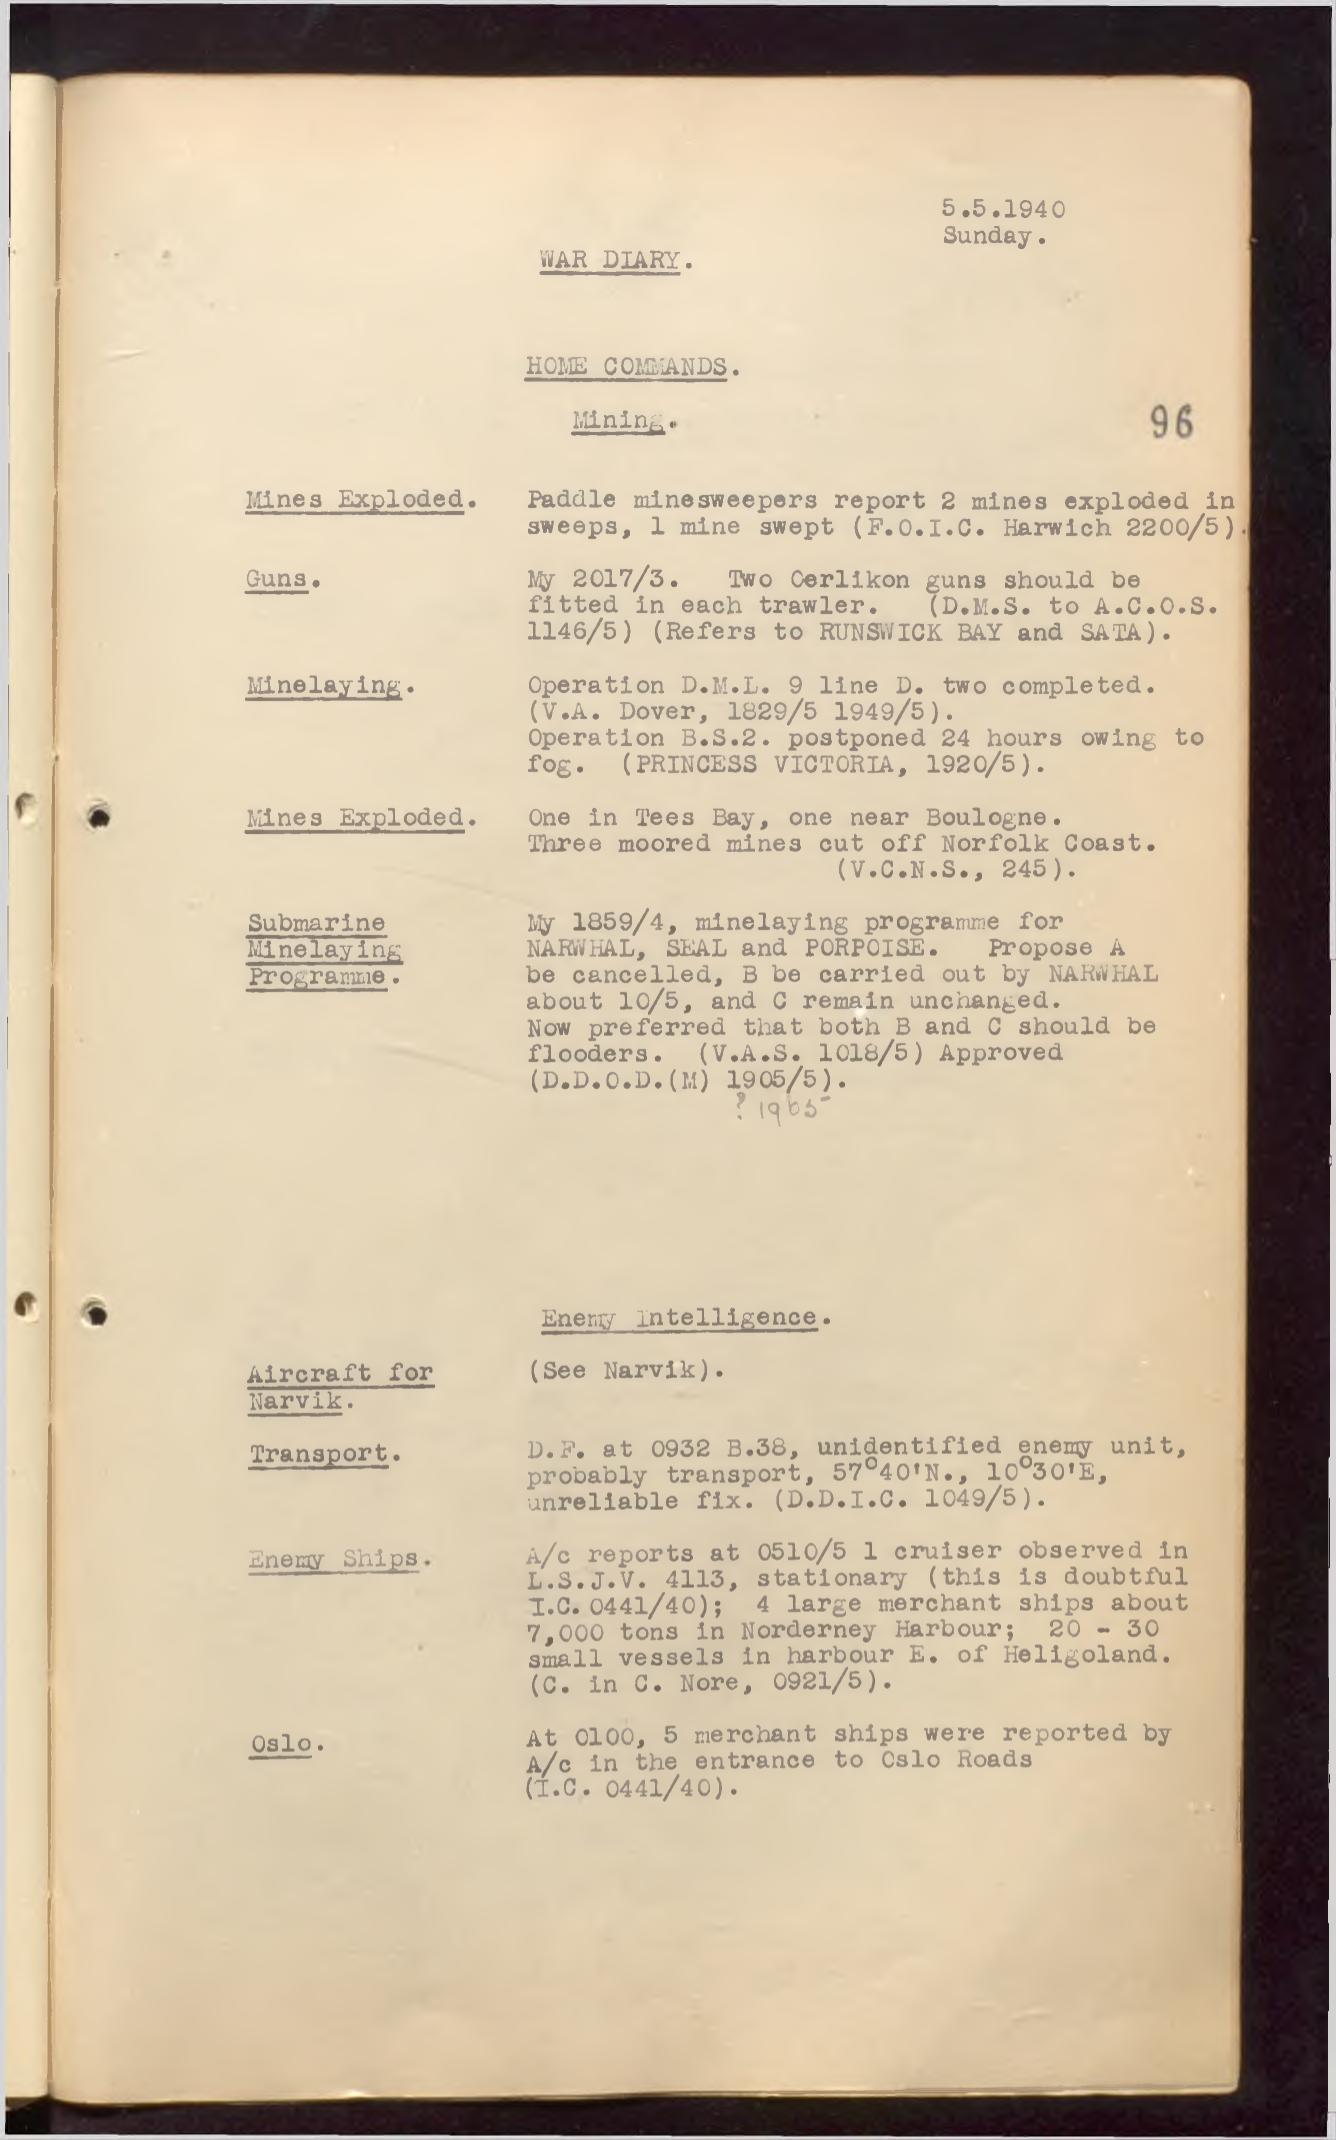 5.5.1940
Sunday.
WAR DIARY.
HOME COMMANDS.
Mining.
96
Mines Exploded. Paddle minesweepers report 2 mines exploded in
sweeps, 1 mine swept (F.O.I.C. Harwich 2200/5).
Guns. My 2017/3. Two Oerlikon guns should be
fitted in each trawler. (D.M.S. to A.C.O.S.
1146/5) (Refers to RUNSWICK BAY and SATA).
Minelaying. Operation D.M.L. 9 line D. two completed.
(V.A. Dover, 1829/5 1949/5).
Operation B.S.2. postponed 24 hours owing to
fog. (PRINCESS VICTORIA, 1920/5).
Mines Exploded. One in Tees Bay, one near Boulogne.
Three moored mines cut off Norfolk Coast.
(V.C.N.S., 245).
Submarine My 1859/4, minelaying programme for
Minelaying NARWHAL, SEAL and PORPOISE. Propose A
Programme. be cancelled, B be carried out by NARWHAL
about 10/5, and C remain unchanged.
Now preferred that both B and C should be
flooders. (V.A.S. 1018/5) Approved
(D.D.O.D.(M) 1905/5).
? 1905
Enemy Intelligence.
Aircraft for (See Narvik).
Narvik.
Transport. D.F. at 0932 B.38, unidentified enemy unit,
probably transport, 57°40'N., 10°30'E,
unreliable fix. (D.D.I.C. 1049/5).
Enemy Ships. A/c reports at 0510/5 1 cruiser observed in
L.S.J.V. 4113, stationary (this is doubtful
I.C. 0441/40); 4 large merchant ships about
7,000 tons in Norderney Harbour; 20 - 30
small vessels in harbour E. of Heligoland.
(C. in C. Nore, 0921/5).
Oslo. At 0100, 5 merchant ships were reported by
A/c in the entrance to Oslo Roads
(I.C. 0441/40).